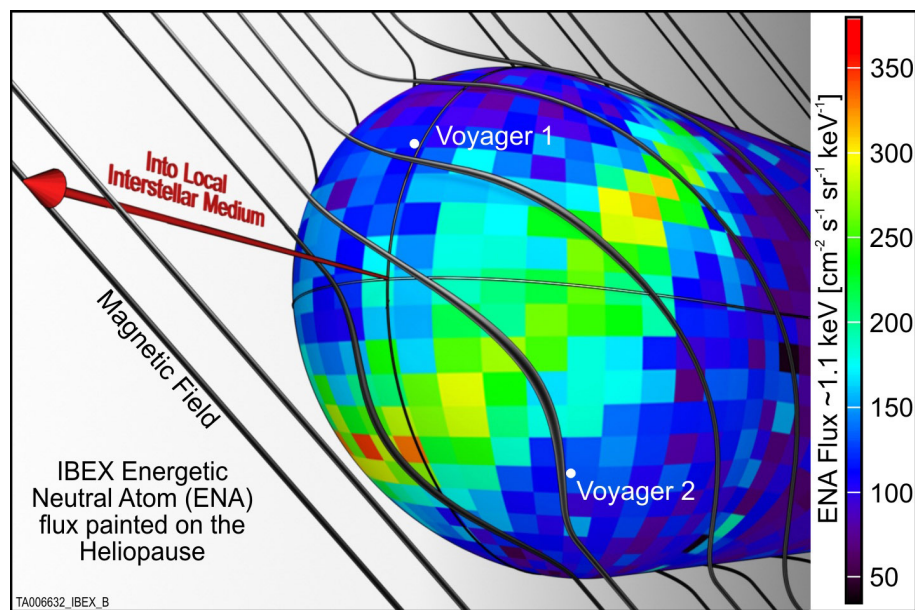 Voyager 1
Into Local
Interstellar Medium
Magnetic Field
IBEX Energetic
Neutral Atom (ENA)
flux painted on the
Heliopause
Voyager 2
TA006632_IBEX_B
ENA Flux ~1.1 keV [cm⁻² s⁻¹ sr⁻¹ keV⁻¹]
350
300
250
200
150
100
50